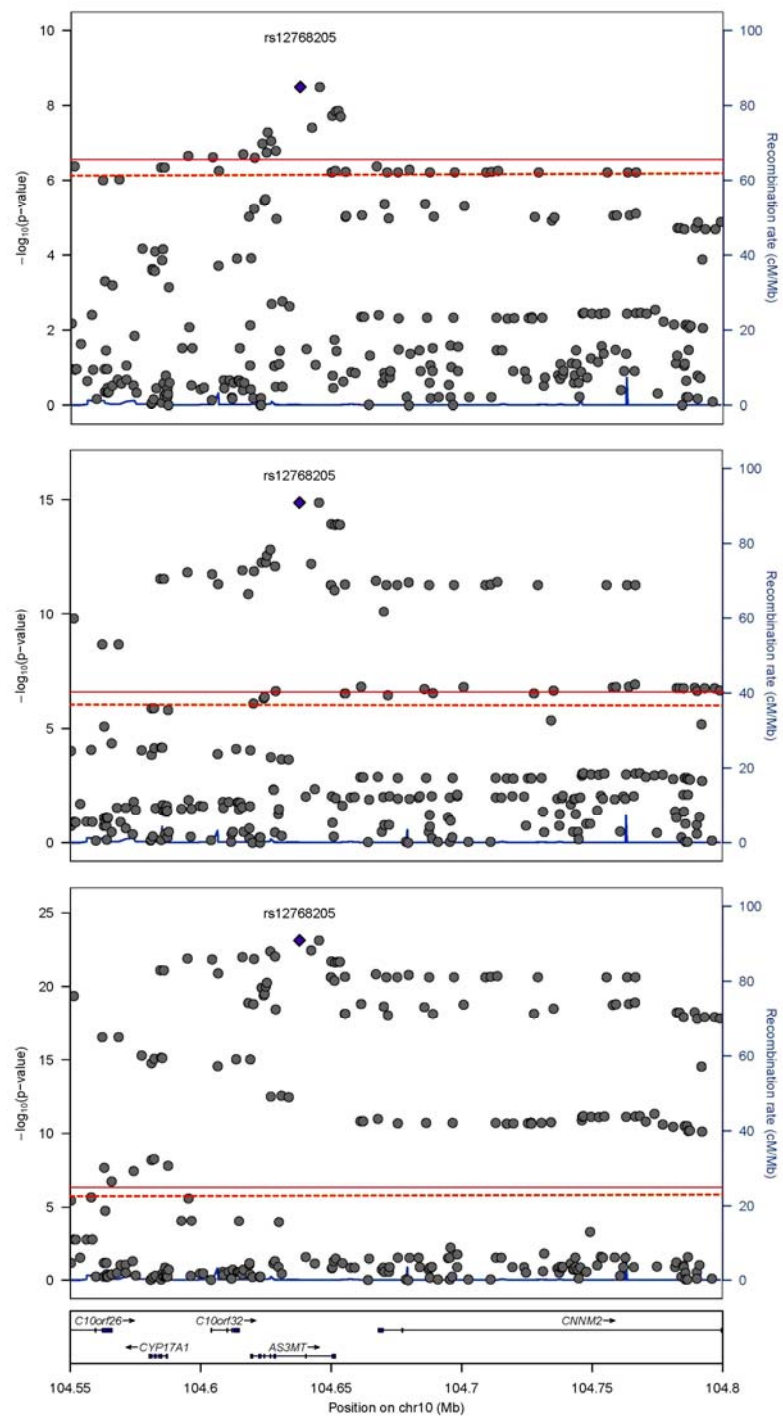 rs12768205
10
8
6
4
2
0
−log10(p-value)
100
80
60
40
20
0
Recombination rate (cM/Mb)
rs12768205
15
10
5
0
−log10(p-value)
100
80
60
40
20
0
Recombination rate (cM/Mb)
rs12768205
25
20
15
10
5
0
−log10(p-value)
100
80
60
40
20
0
Recombination rate (cM/Mb)
C10orf26→ C10orf32→ CNNM2→
←CYP17A1 AS3MT→
104.55 104.6 104.65 104.7 104.75 104.8
Position on chr10 (Mb)